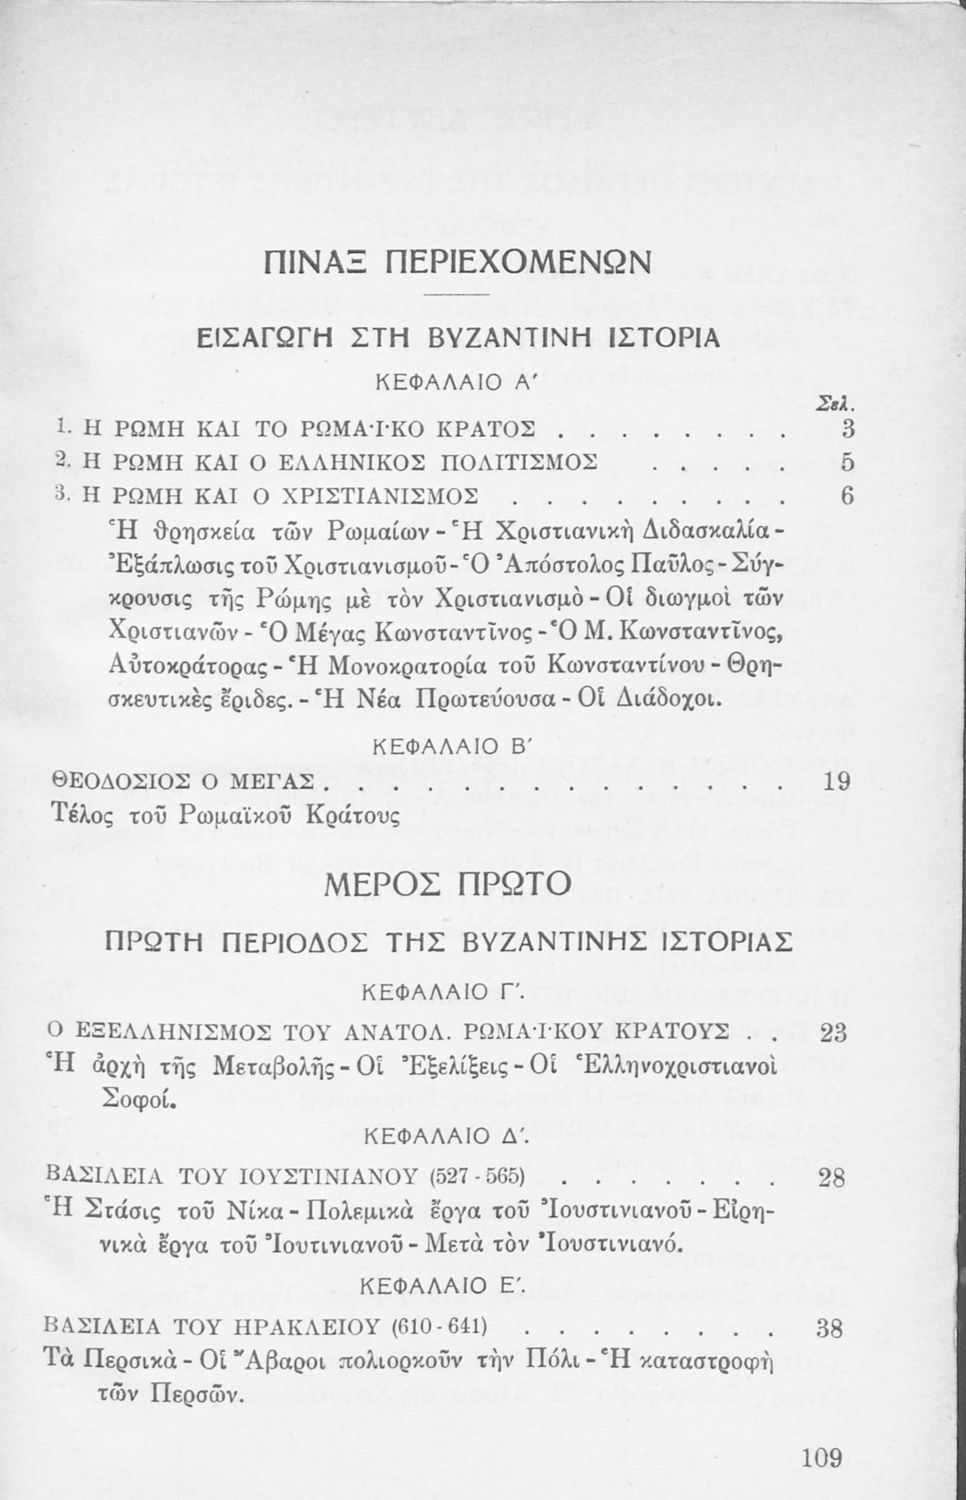 ΠΙΝΑΞ ΠΕΡΙΕΧΟΜΕΝΩΝ
ΕΙΣΑΓΩΓΗ ΣΤΗ ΒΥΖΑΝΤΙΝΗ ΙΣΤΟΡΙΑ
ΚΕΦΑΛΑΙΟ Α'
Σελ.
1. Η ΡΩΜΗ ΚΑΙ ΤΟ ΡΩΜΑ·Ι·ΚΟ ΚΡΑΤΟΣ . . . . . . . . 3
2. Η ΡΩΜΗ ΚΑΙ Ο ΕΛΛΗΝΙΚΟΣ ΠΟΛΙΤΙΣΜΟΣ . . . . . 5
3. Η ΡΩΜΗ ΚΑΙ Ο ΧΡΙΣΤΙΑΝΙΣΜΟΣ . . . . . . . . . 6
Ἡ θρησκεία τῶν Ρωμαίων - Ἡ Χριστιανικὴ Διδασκαλία -
Ἐξάπλωσις τοῦ Χριστιανισμοῦ - Ὁ Ἀπόστολος Παῦλος - Σύγ-
κρουσις τῆς Ρώμης μὲ τὸν Χριστιανισμὸ - Οἱ διωγμοὶ τῶν
Χριστιανῶν - Ὁ Μέγας Κωνσταντῖνος - Ὁ Μ. Κωνσταντῖνος,
Αὐτοκράτορας - Ἡ Μονοκρατορία τοῦ Κωνσταντίνου - Θρη-
σκευτικὲς ἔριδες. - Ἡ Νέα Πρωτεύουσα - Οἱ Διάδοχοι.
ΚΕΦΑΛΑΙΟ Β'
ΘΕΟΔΟΣΙΟΣ Ο ΜΕΓΑΣ . . . . . . . . . . . . . . 19
Τέλος τοῦ Ρωμαϊκοῦ Κράτους
ΜΕΡΟΣ ΠΡΩΤΟ
ΠΡΩΤΗ ΠΕΡΙΟΔΟΣ ΤΗΣ ΒΥΖΑΝΤΙΝΗΣ ΙΣΤΟΡΙΑΣ
ΚΕΦΑΛΑΙΟ Γ'.
Ο ΕΞΕΛΛΗΝΙΣΜΟΣ ΤΟΥ ΑΝΑΤΟΛ. ΡΩΜΑ·Ι·ΚΟΥ ΚΡΑΤΟΥΣ . . 23
Ἡ ἀρχὴ τῆς Μεταβολῆς - Οἱ Ἐξελίξεις - Οἱ Ἑλληνοχριστιανοὶ
Σοφοί.
ΚΕΦΑΛΑΙΟ Δ'.
ΒΑΣΙΛΕΙΑ ΤΟΥ ΙΟΥΣΤΙΝΙΑΝΟΥ (527 - 565) . . . . . . . 28
Ἡ Στάσις τοῦ Νίκα - Πολεμικὰ ἔργα τοῦ Ἰουστινιανοῦ - Εἰρη-
νικὰ ἔργα τοῦ Ἰουτινιανοῦ - Μετὰ τὸν Ἰουστινιανό.
ΚΕΦΑΛΑΙΟ Ε'.
ΒΑΣΙΛΕΙΑ ΤΟΥ ΗΡΑΚΛΕΙΟΥ (610 - 641) . . . . . . . . 38
Τὰ Περσικὰ - Οἱ Ἄβαροι πολιορκοῦν τὴν Πόλι - Ἡ καταστροφὴ
τῶν Περσῶν.
109